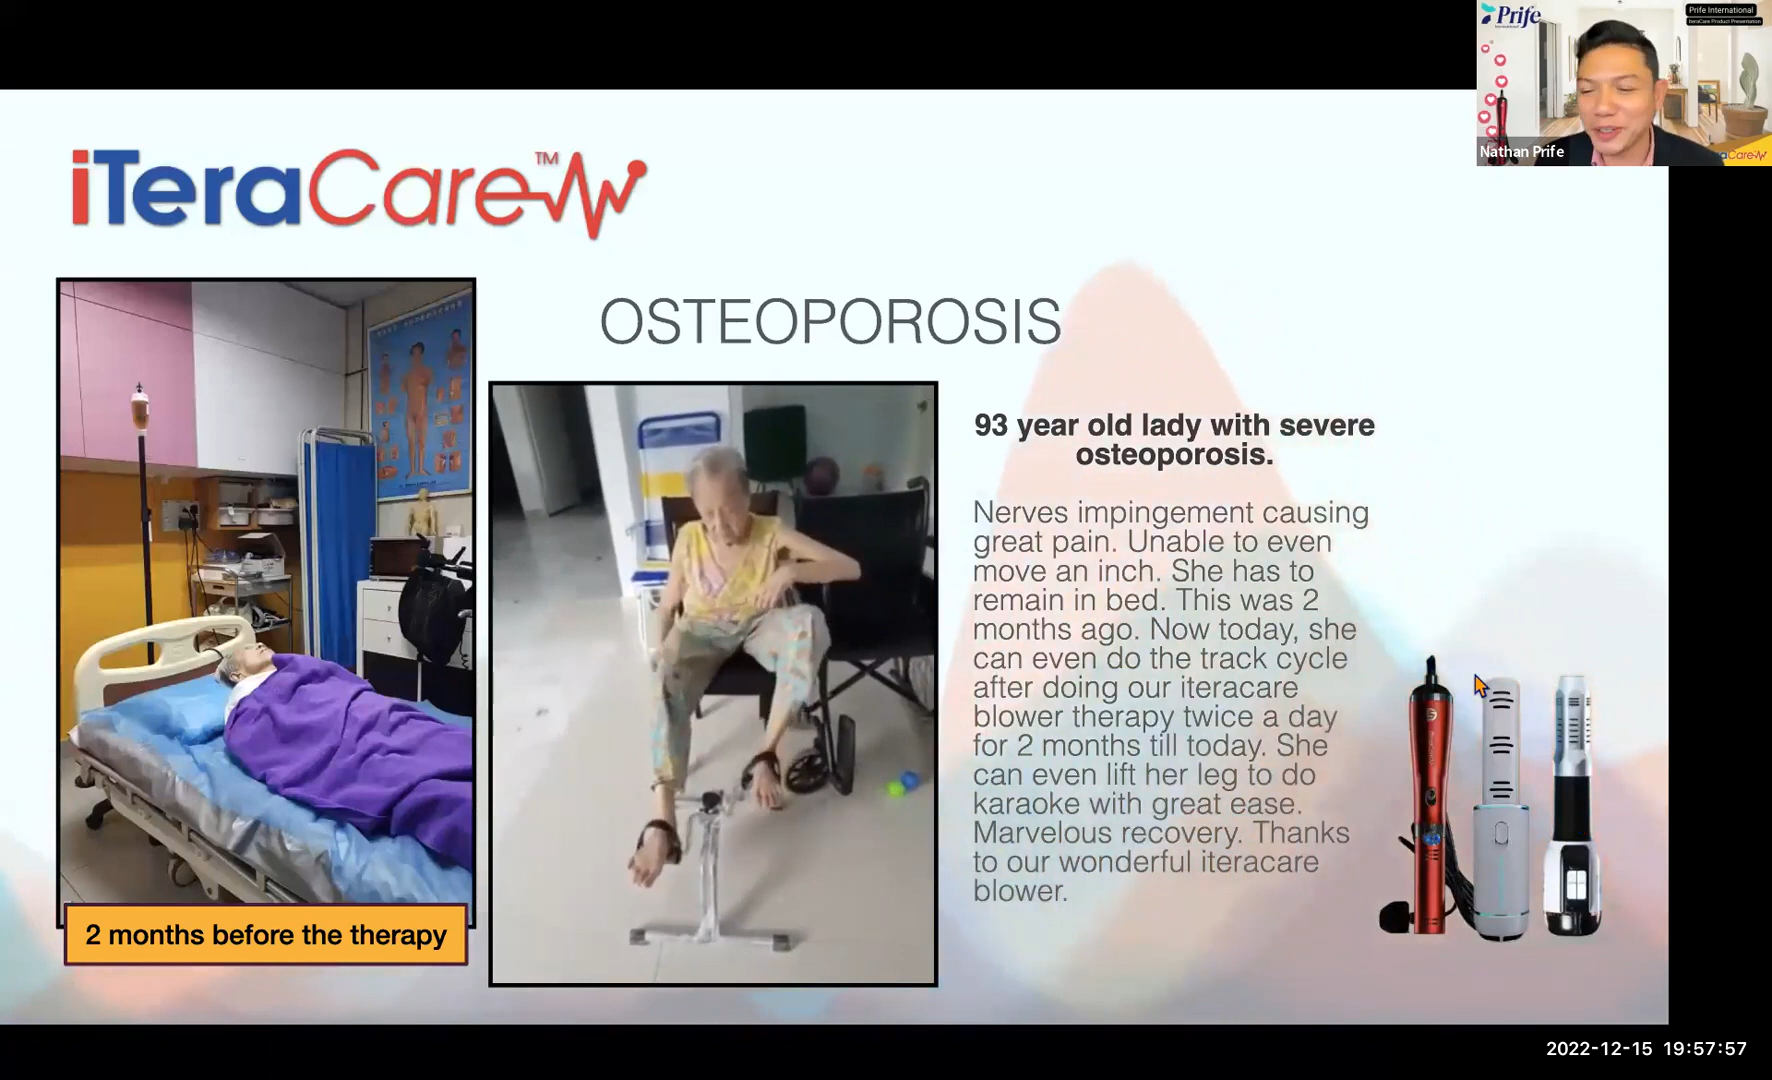 Prife
Prife International
iteraCare Product Presentation
Nathan Prife
iTeraCare™
OSTEOPOROSIS
93 year old lady with severe
osteoporosis.
Nerves impingement causing
great pain. Unable to even
move an inch. She has to
remain in bed. This was 2
months ago. Now today, she
can even do the track cycle
after doing our iteracare
blower therapy twice a day
for 2 months till today. She
can even lift her leg to do
karaoke with great ease.
Marvelous recovery. Thanks
to our wonderful iteracare
blower.
2 months before the therapy
2022-12-15 19:57:57